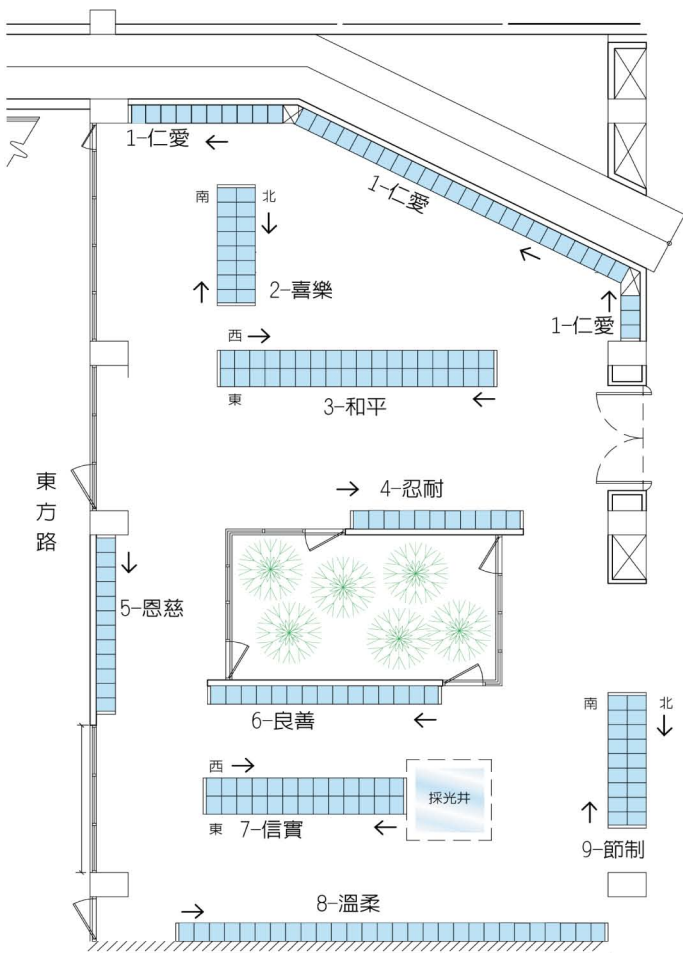 1-仁愛
1-仁愛
南
北
2-喜樂
1-仁愛
西
東
3-和平
4-忍耐
東方路
5-恩慈
6-良善
南
北
西
東
7-信實
採光井
9-節制
8-溫柔